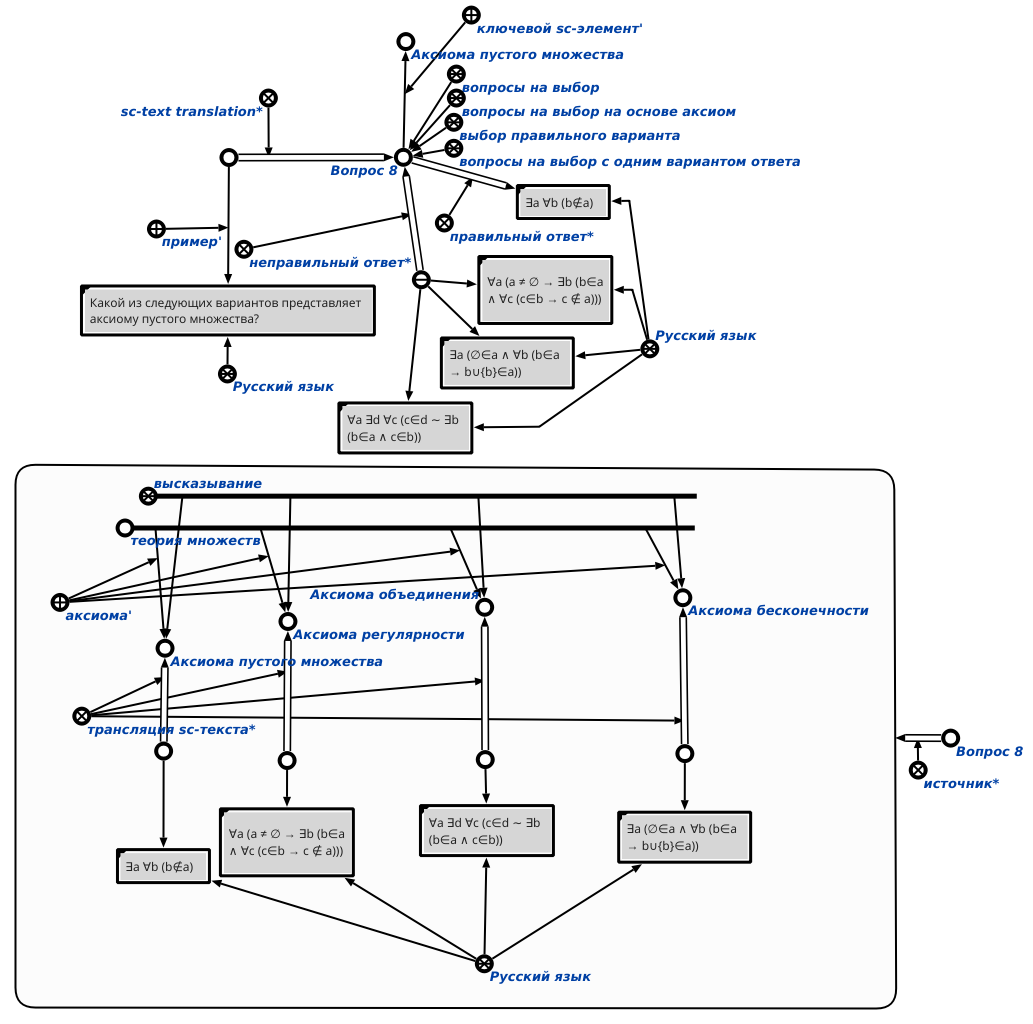 ключевой sc-элемент'
Аксиома пустого множества
вопросы на выбор
sc-text translation*
вопросы на выбор на основе аксиом
выбор правильного варианта
вопросы на выбор с одним вариантом ответа
Вопрос 8
∃a ∀b (b∉a)
правильный ответ*
пример'
неправильный ответ*
∀a (a ≠ ∅ → ∃b (b∈a
∧ ∀c (c∈b → c ∉ a)))
Какой из следующих вариантов представляет
аксиому пустого множества?
Русский язык
∃a (∅∈a ∧ ∀b (b∈a
→ b∪{b}∈a))
Русский язык
∀a ∃d ∀c (c∈d ~ ∃b
(b∈a ∧ c∈b))
высказывание
теория множеств
Аксиома объединения
аксиома'
Аксиома бесконечности
Аксиома регулярности
Аксиома пустого множества
трансляция sc-текста*
Вопрос 8
источник*
∀a (a ≠ ∅ → ∃b (b∈a
∧ ∀c (c∈b → c ∉ a)))
∀a ∃d ∀c (c∈d ~ ∃b
(b∈a ∧ c∈b))
∃a (∅∈a ∧ ∀b (b∈a
→ b∪{b}∈a))
∃a ∀b (b∉a)
Русский язык